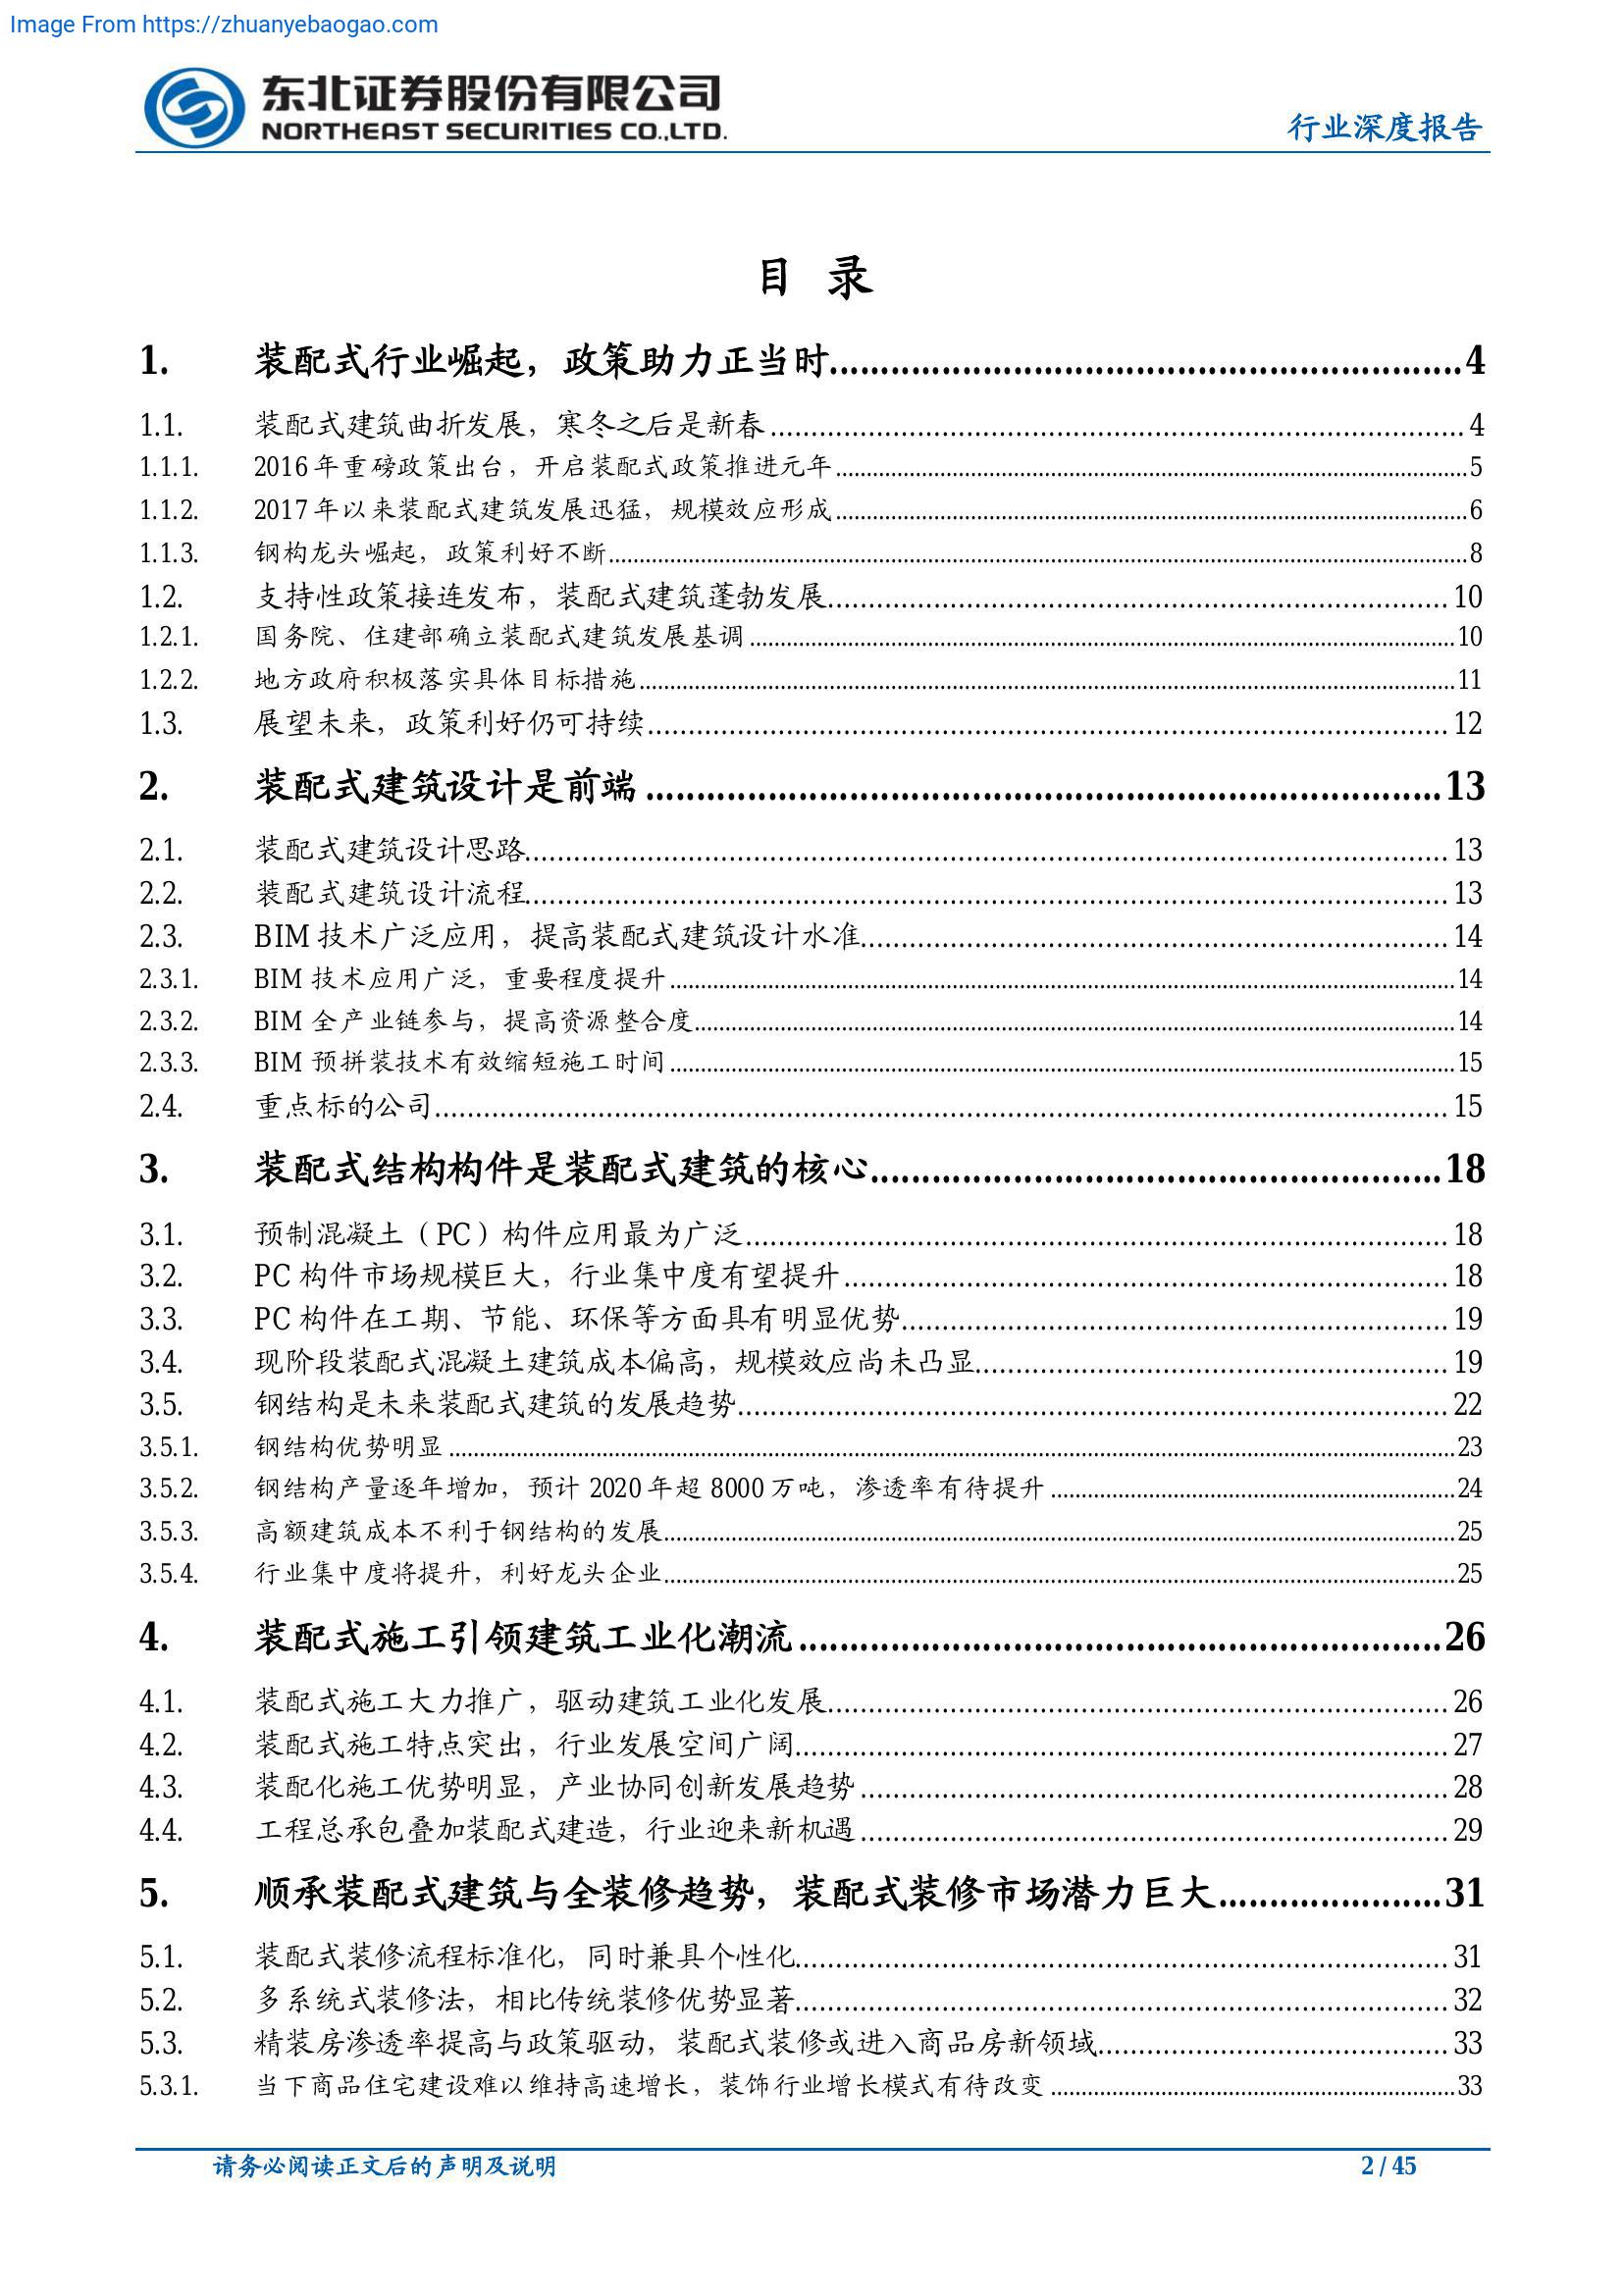 Image From https://zhuanyebaogao.com
东北证券股份有限公司
NORTHEAST SECURITIES CO.,LTD.
行业深度报告
目 录
1. 装配式行业崛起，政策助力正当时 4
1.1. 装配式建筑曲折发展，寒冬之后是新春 4
1.1.1. 2016 年重磅政策出台，开启装配式政策推进元年 5
1.1.2. 2017 年以来装配式建筑发展迅猛，规模效应形成 6
1.1.3. 钢构龙头崛起，政策利好不断 8
1.2. 支持性政策接连发布，装配式建筑蓬勃发展 10
1.2.1. 国务院、住建部确立装配式建筑发展基调 10
1.2.2. 地方政府积极落实具体目标措施 11
1.3. 展望未来，政策利好仍可持续 12
2. 装配式建筑设计是前端 13
2.1. 装配式建筑设计思路 13
2.2. 装配式建筑设计流程 13
2.3. BIM 技术广泛应用，提高装配式建筑设计水准 14
2.3.1. BIM 技术应用广泛，重要程度提升 14
2.3.2. BIM 全产业链参与，提高资源整合度 14
2.3.3. BIM 预拼装技术有效缩短施工时间 15
2.4. 重点标的公司 15
3. 装配式结构构件是装配式建筑的核心 18
3.1. 预制混凝土（PC）构件应用最为广泛 18
3.2. PC 构件市场规模巨大，行业集中度有望提升 18
3.3. PC 构件在工期、节能、环保等方面具有明显优势 19
3.4. 现阶段装配式混凝土建筑成本偏高，规模效应尚未凸显 19
3.5. 钢结构是未来装配式建筑的发展趋势 22
3.5.1. 钢结构优势明显 23
3.5.2. 钢结构产量逐年增加，预计 2020 年超 8000 万吨，渗透率有待提升 24
3.5.3. 高额建筑成本不利于钢结构的发展 25
3.5.4. 行业集中度将提升，利好龙头企业 25
4. 装配式施工引领建筑工业化潮流 26
4.1. 装配式施工大力推广，驱动建筑工业化发展 26
4.2. 装配式施工特点突出，行业发展空间广阔 27
4.3. 装配化施工优势明显，产业协同创新发展趋势 28
4.4. 工程总承包叠加装配式建造，行业迎来新机遇 29
5. 顺承装配式建筑与全装修趋势，装配式装修市场潜力巨大 31
5.1. 装配式装修流程标准化，同时兼具个性化 31
5.2. 多系统式装修法，相比传统装修优势显著 32
5.3. 精装房渗透率提高与政策驱动，装配式装修或进入商品房新领域 33
5.3.1. 当下商品住宅建设难以维持高速增长，装饰行业增长模式有待改变 33
请务必阅读正文后的声明及说明
2 / 45